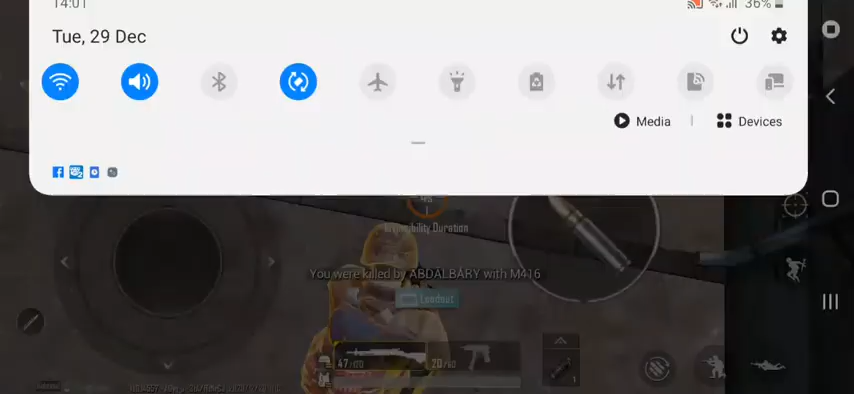 14:01
36%
Tue, 29 Dec
Media | Devices
Invincibility Duration
You were killed by ABDALBARY with M416
Loadout
47/170
20/60
1